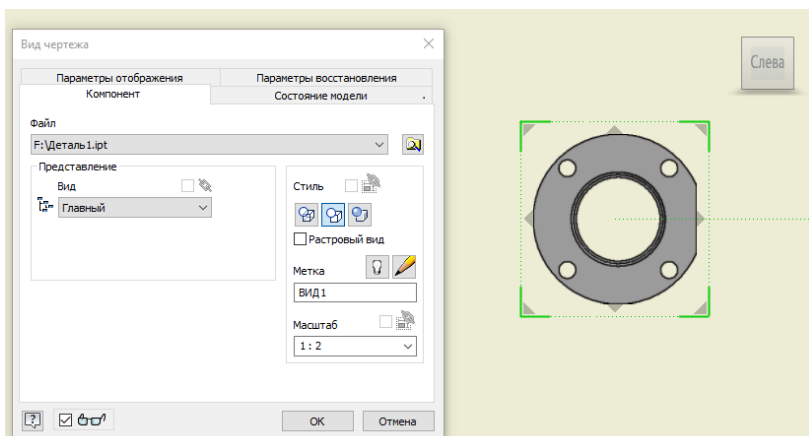 Вид чертежа
Параметры отображения
Параметры восстановления
Компонент
Состояние модели
Файл
F:\Деталь1.ipt
Представление
Вид
Главный
Стиль
Растровый вид
Метка
ВИД1
Масштаб
1 : 2
ОК
Отмена
Слева